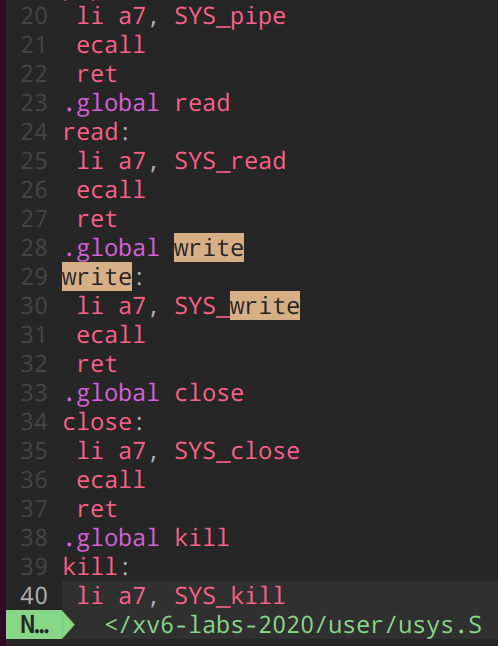 20  li a7, SYS_pipe
21  ecall
22  ret
23 .global read
24 read:
25  li a7, SYS_read
26  ecall
27  ret
28 .global write
29 write:
30  li a7, SYS_write
31  ecall
32  ret
33 .global close
34 close:
35  li a7, SYS_close
36  ecall
37  ret
38 .global kill
39 kill:
40  li a7, SYS_kill
N… </xv6-labs-2020/user/usys.S